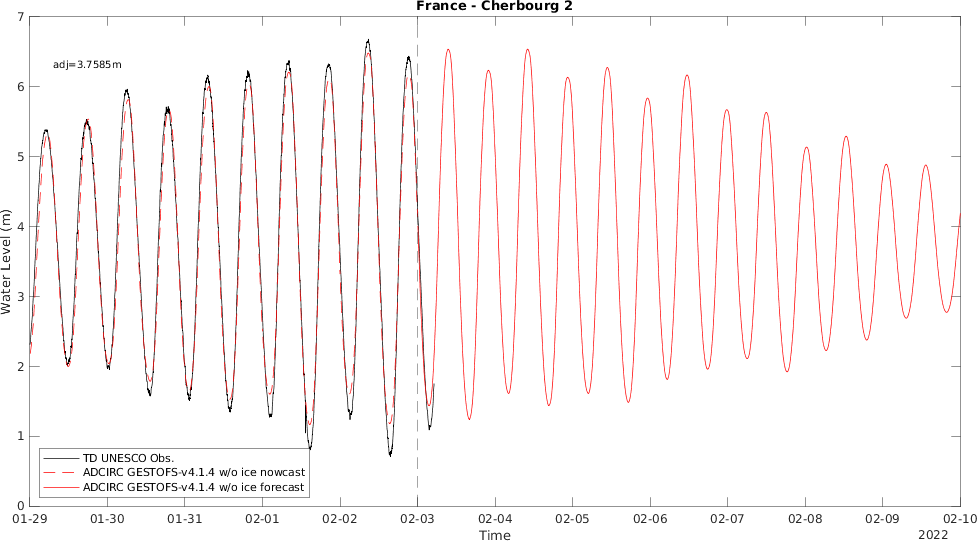 France - Cherbourg 2
7
adj=3.7585m
6
5
4
Water Level (m)
3
2
1
TD UNESCO Obs.
ADCIRC GESTOFS-v4.1.4 w/o ice nowcast
ADCIRC GESTOFS-v4.1.4 w/o ice forecast
0
01-29 01-30 01-31 02-01 02-02 02-03 02-04 02-05 02-06 02-07 02-08 02-09 02-10
Time
2022